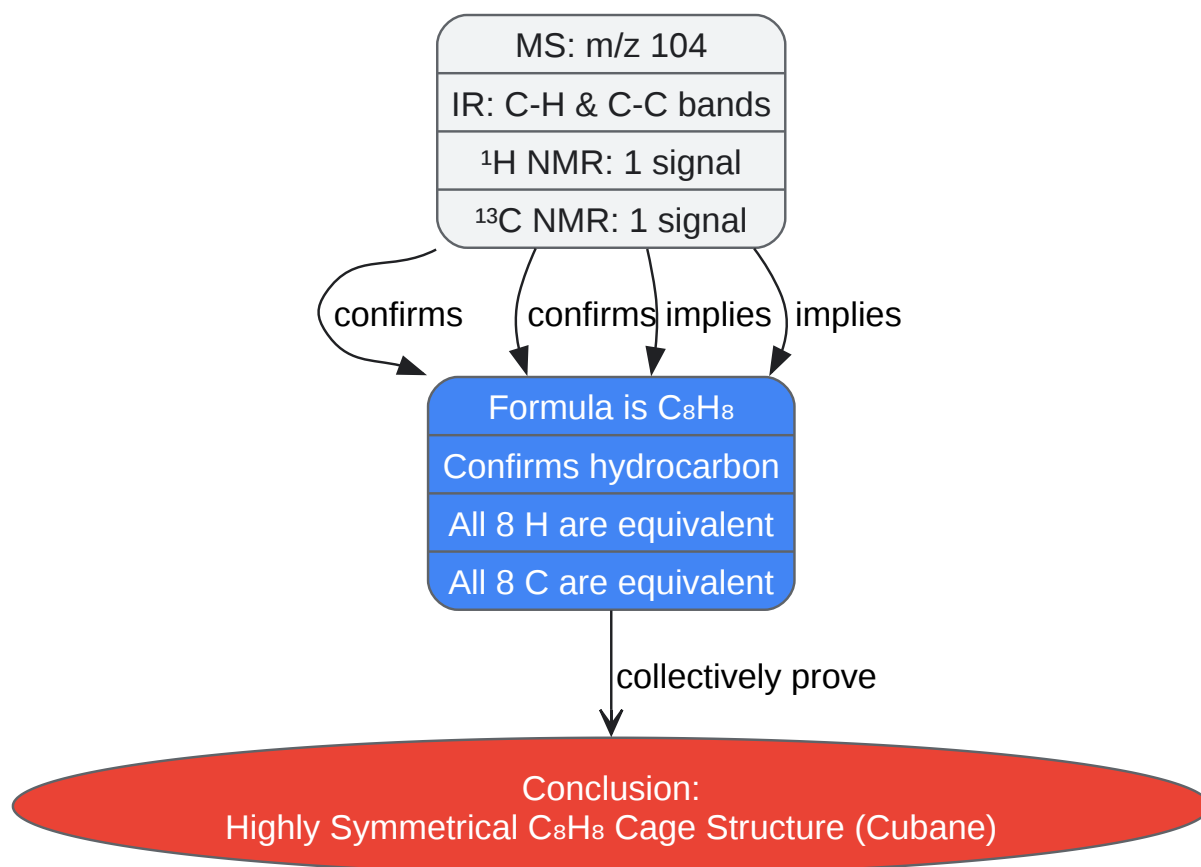 MS: m/z 104
IR: C-H & C-C bands
¹H NMR: 1 signal
¹³C NMR: 1 signal
confirms
confirms
implies
implies
Formula is C₈H₈
Confirms hydrocarbon
All 8 H are equivalent
All 8 C are equivalent
collectively prove
Conclusion:
Highly Symmetrical C₈H₈ Cage Structure (Cubane)